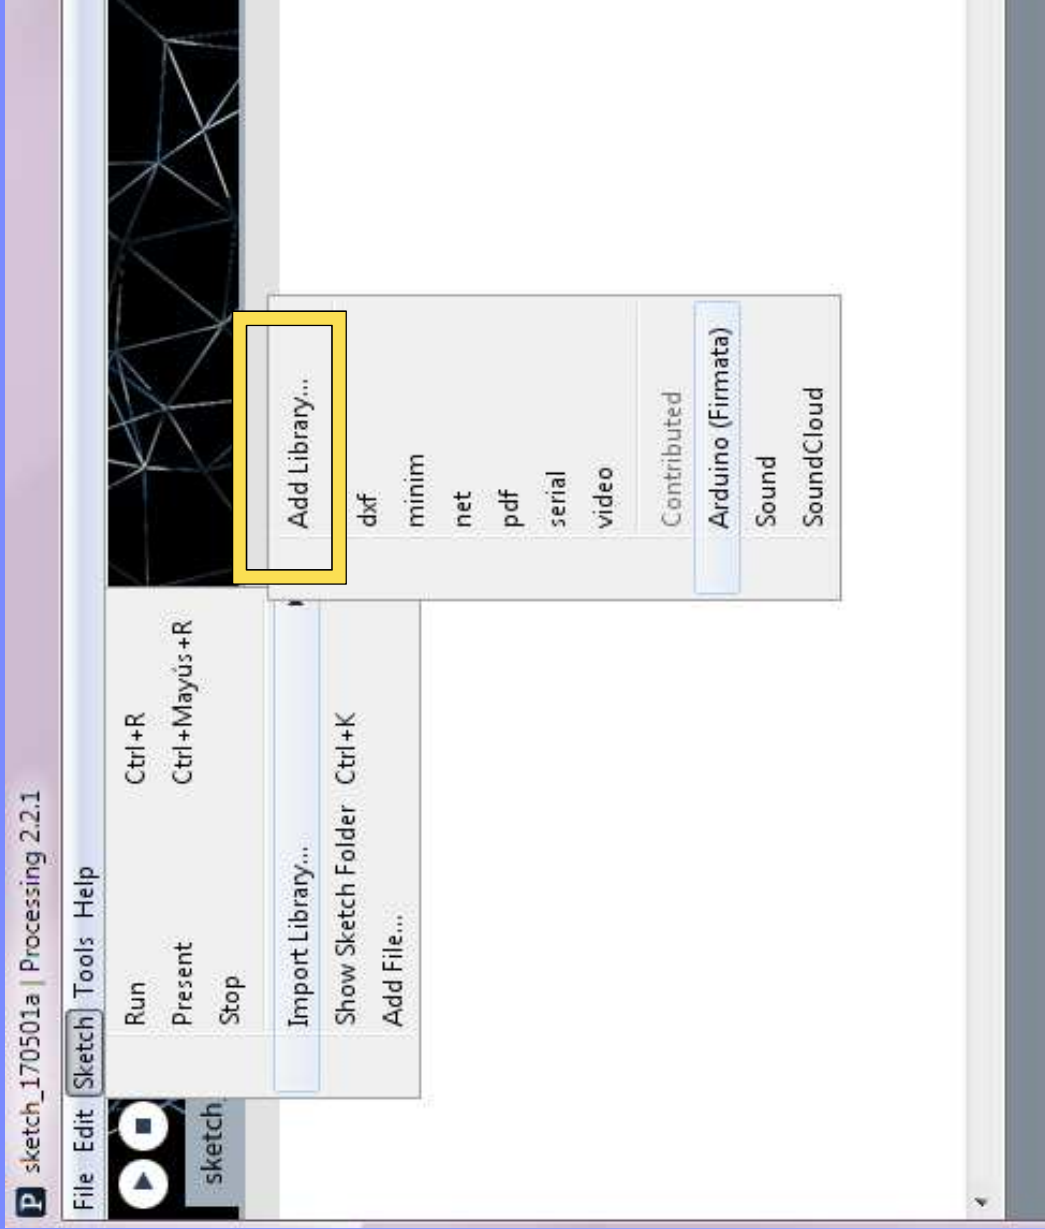 P sketch_170501a | Processing 2.2.1
File Edit Sketch Tools Help
Run Ctrl+R
Present Ctrl+Mayús+R
Stop
Import Library...
Show Sketch Folder Ctrl+K
Add File...
sketch_
Add Library...
dxf
minim
net
pdf
serial
video
Contributed
Arduino (Firmata)
Sound
SoundCloud